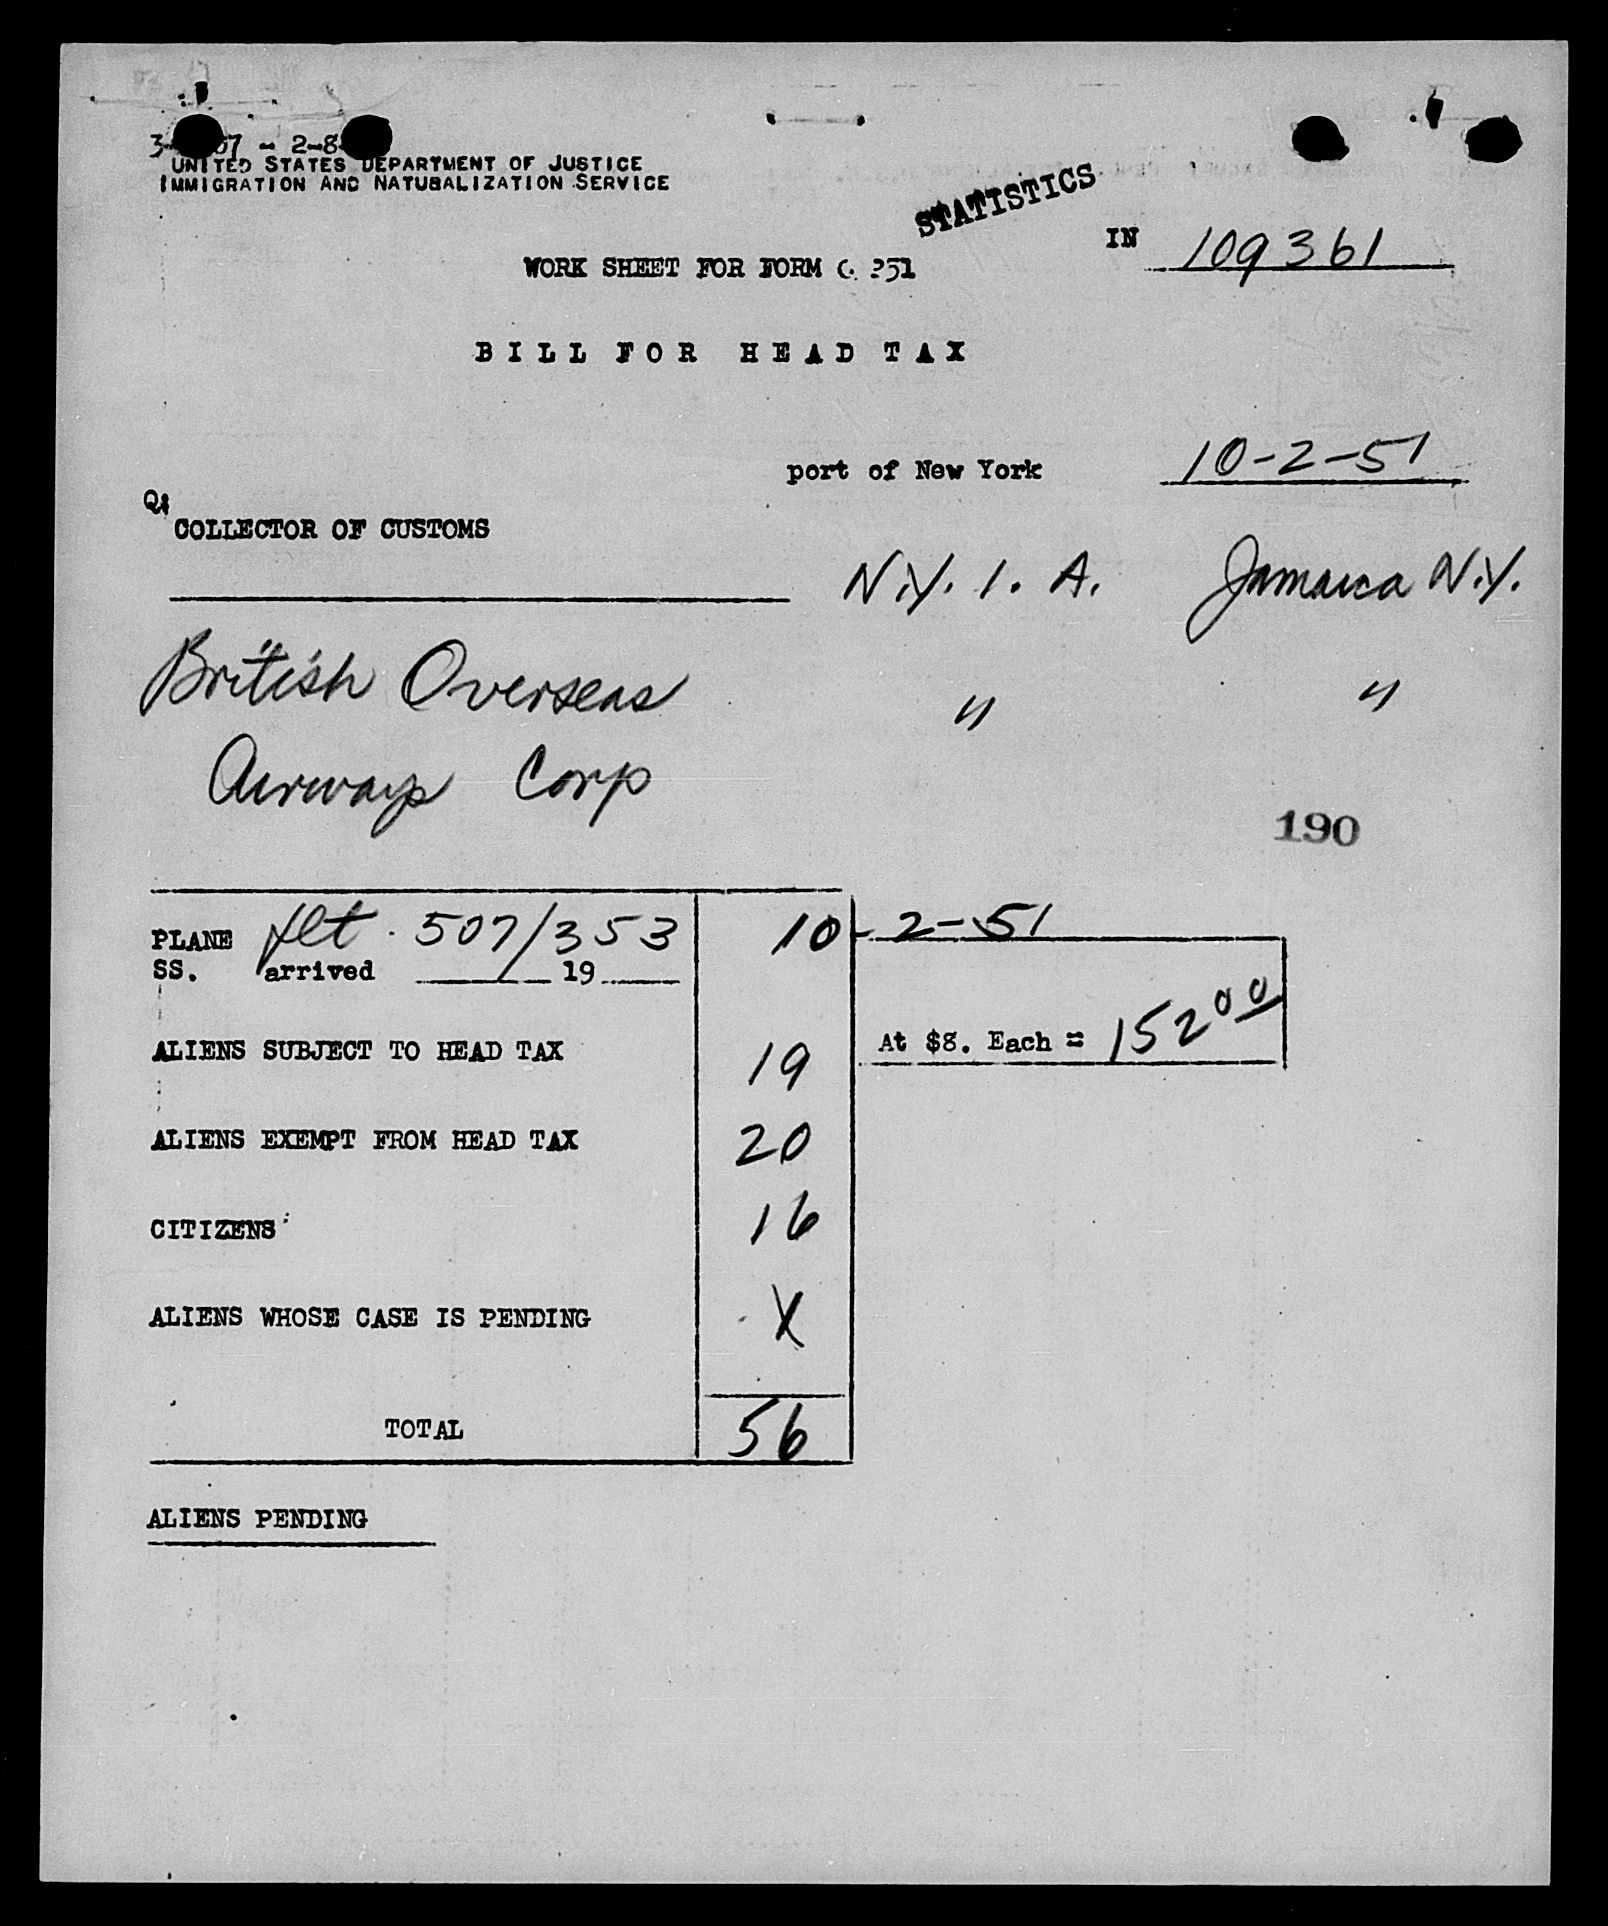 - 2-8
UNITED STATES DEPARTMENT OF JUSTICE
IMMIGRATION AND NATURALIZATION SERVICE
STATISTICS
IN 109361
WORK SHEET FOR FORM 351
BILL FOR HEAD TAX
port of New York 10-2-51
COLLECTOR OF CUSTOMS
N.Y. I. A. Jamaica N.Y.
British Overseas " "
Airways Corp
190
PLANE flt. 507/353 10-2-51
SS. arrived 19
ALIENS SUBJECT TO HEAD TAX 19 At $8. Each = 152 00
ALIENS EXEMPT FROM HEAD TAX 20
CITIZENS 16
ALIENS WHOSE CASE IS PENDING X
TOTAL 56
ALIENS PENDING